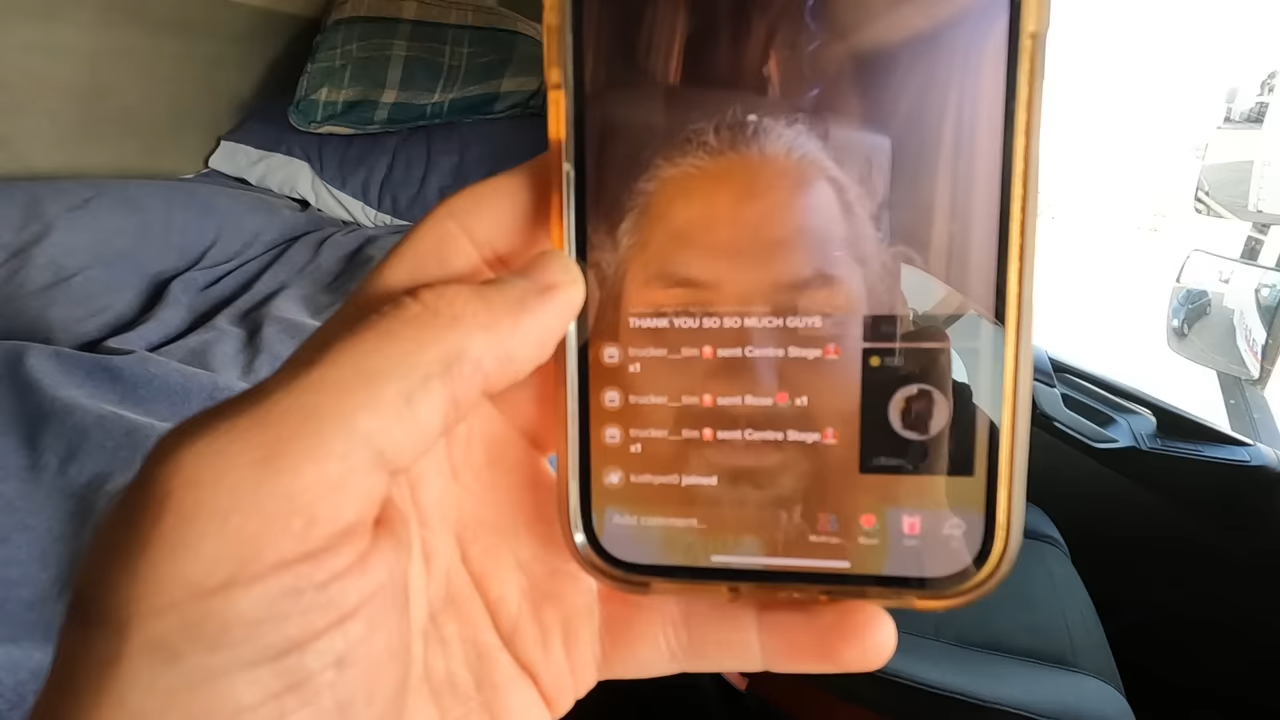 THANK YOU SO SO MUCH GUYS
trucker__tim sent Centre Stage
x1
trucker__tim sent Rose x1
trucker__tim sent Centre Stage
x1
joined
Add comment...